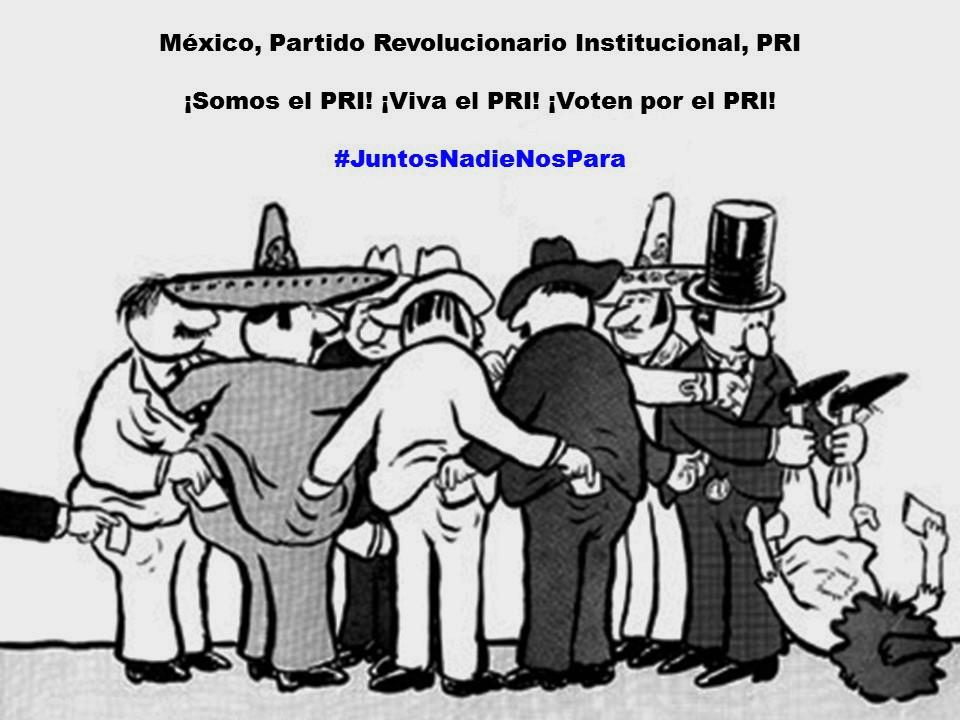 México, Partido Revolucionario Institucional, PRI
¡Somos el PRI! ¡Viva el PRI! ¡Voten por el PRI!
#JuntosNadieNosPara